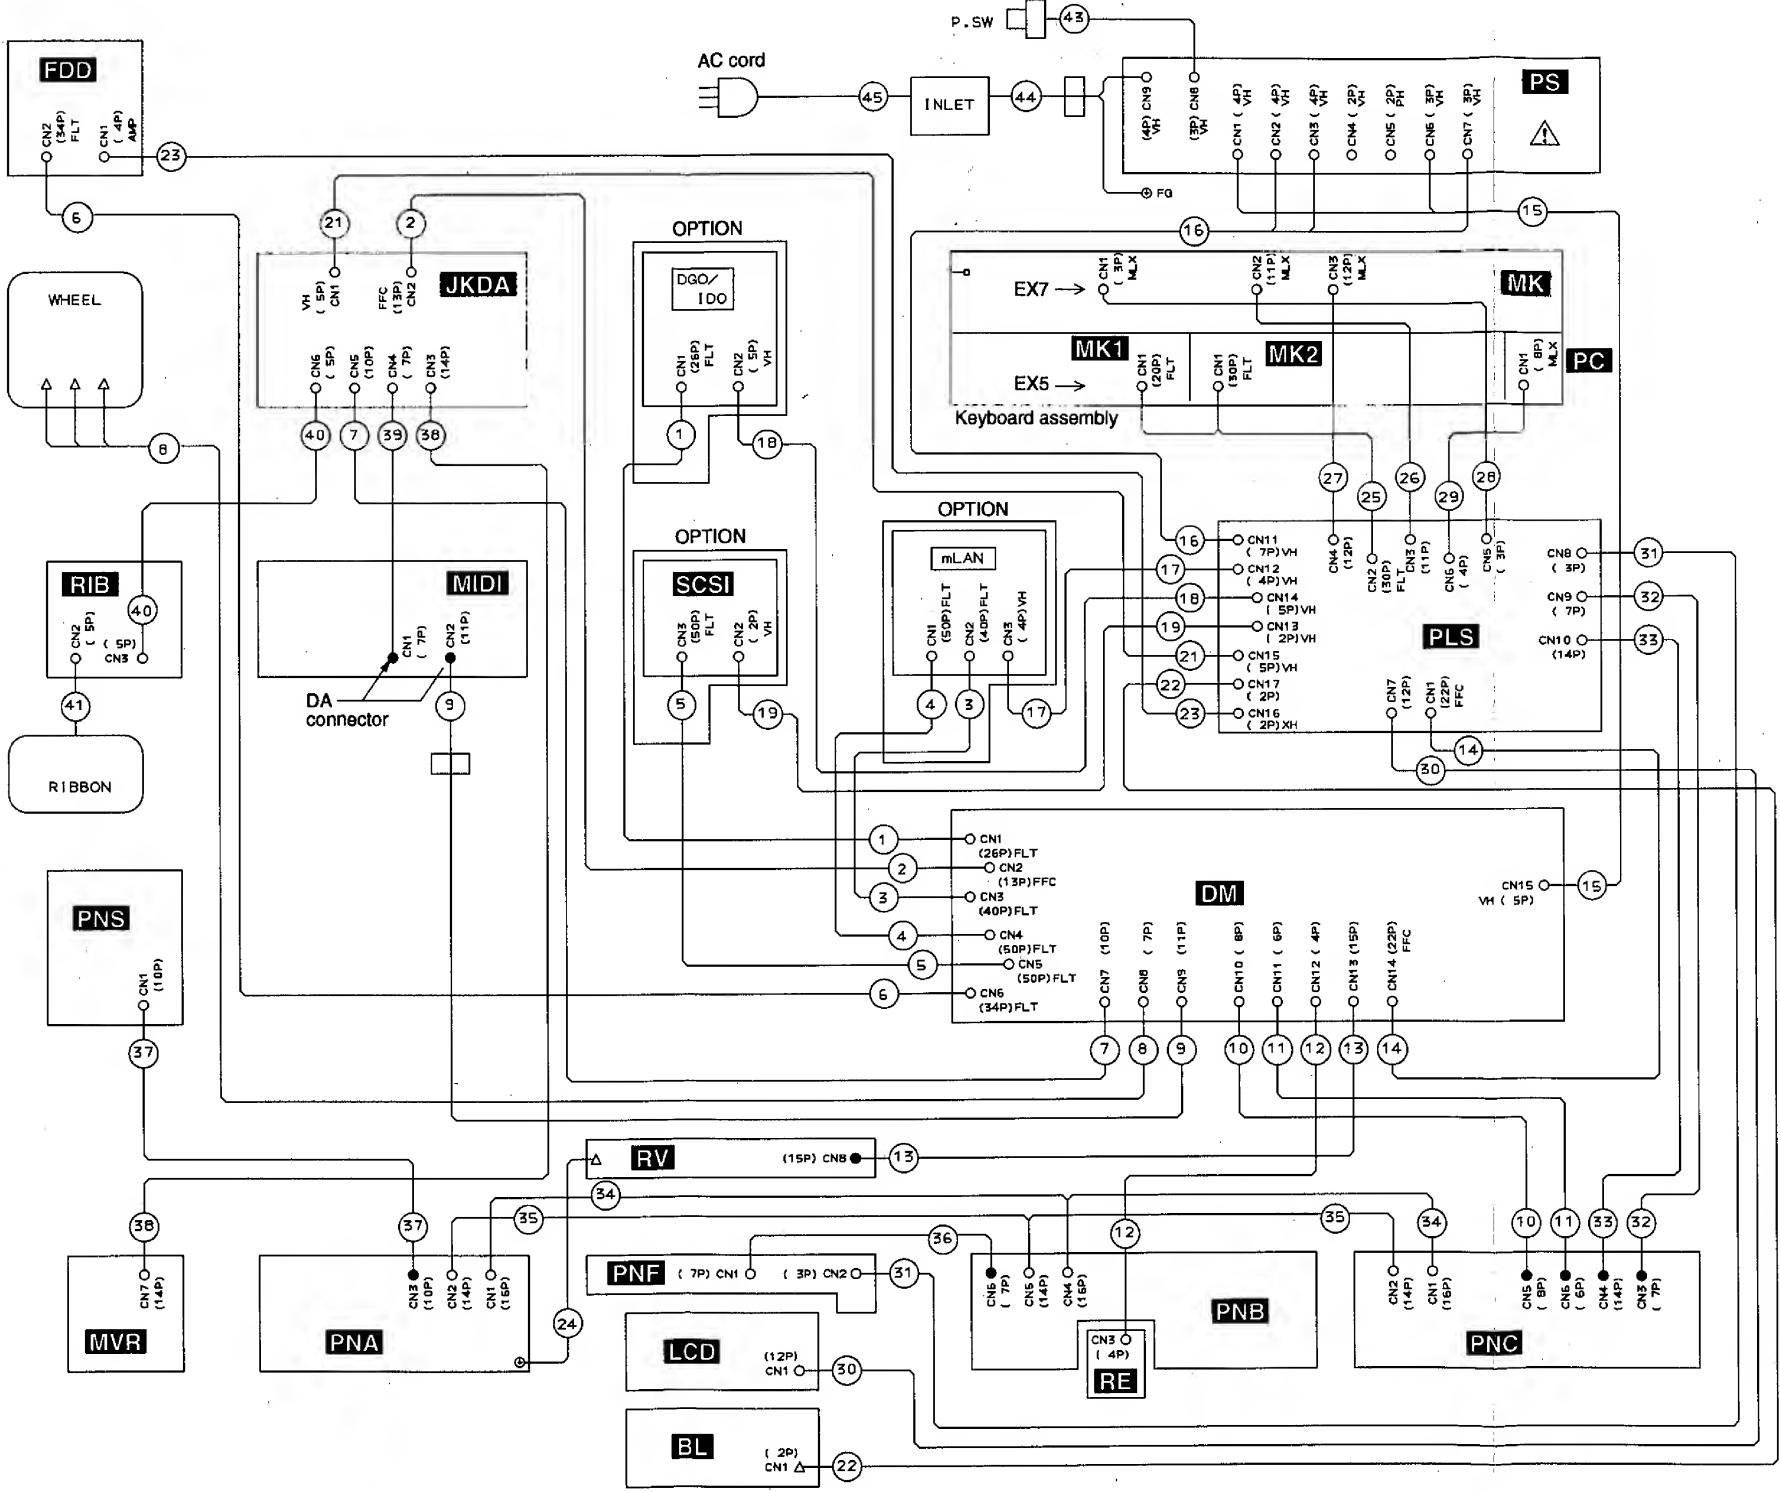 P.SW
43
FDD
CN2
(34P)
FLT
CN1
( 4P)
AMP
23
6
AC cord
45
INLET
44
(4P) CN9
VH
(3P) CN8
VH
CN1 ( 4P)
VH
CN2 ( 4P)
VH
CN3 ( 4P)
VH
CN4 (2P)
VH
CN5 (2P)
PH
CN6 ( 3P)
VH
CN7 ( 3P)
VH
PS
FG
15
16
21
2
JKDA
VH
( 5P)
CN1
FFC
(13P)
CN2
CN6
( 5P)
CN5
(10P)
CN4
( 7P)
CN3
(14P)
40
7
39
38
WHEEL
8
OPTION
DGO/
IDO
CN1
(26P)
FLT
CN2
( 5P)
VH
1
18
EX7
CN1
( 3P)
MLX
CN2
(11P)
MLX
CN3
(12P)
MLX
MK
MK1
MK2
PC
EX5
CN1
(20P)
FLT
CN1
(30P)
FLT
CN1
( 8P)
MLX
Keyboard assembly
27
25
26
29
28
RIB
40
CN2
( 5P)
( 5P)
CN3
41
RIBBON
MIDI
CN1
( 7P)
CN2
(11P)
DA
connector
9
OPTION
SCSI
CN3
(50P)
FLT
CN2
( 2P)
VH
5
19
OPTION
mLAN
CN1
(50P)FLT
CN2
(40P)FLT
CN3
( 4P)VH
4
3
17
16
CN11
( 7P)VH
17
CN12
( 4P)VH
18
CN14
( 5P)VH
19
CN13
( 2P)VH
21
CN15
( 5P)VH
22
CN17
( 2P)
23
CN16
( 2P)XH
CN4
(12P)
CN2
(30P)
FLT
CN3
(11P)
CN6
( 4P)
CN5
( 3P)
PLS
CN8
( 3P)
31
CN9
( 7P)
32
CN10
(14P)
33
CN7
(12P)
CN1
(22P)
FFC
14
30
PNS
CN1
(10P)
37
1
CN1
(26P)FLT
2
CN2
(13P)FFC
3
CN3
(40P)FLT
4
CN4
(50P)FLT
5
CN5
(50P)FLT
6
CN6
(34P)FLT
DM
CN15
VH ( 5P)
15
CN7 (10P)
CN8 ( 7P)
CN9 (11P)
CN10 ( 8P)
CN11 ( 6P)
CN12 ( 4P)
CN13 (15P)
CN14 (22P)
FFC
7
8
9
10
11
12
13
14
RV
(15P) CN8
13
34
35
36
12
35
34
10
11
33
32
38
37
CN7
(14P)
MVR
CN3
(10P)
CN2
(14P)
CN1
(16P)
PNA
24
PNF
( 7P) CN1
( 3P) CN2
31
LCD
(12P)
CN1
30
BL
( 2P)
CN1
22
CN6
( 7P)
CN5
(14P)
CN4
(16P)
PNB
CN3
( 4P)
RE
CN2
(14P)
CN1
(16P)
CN5
( 8P)
CN6
( 6P)
CN4
(14P)
CN3
( 7P)
PNC